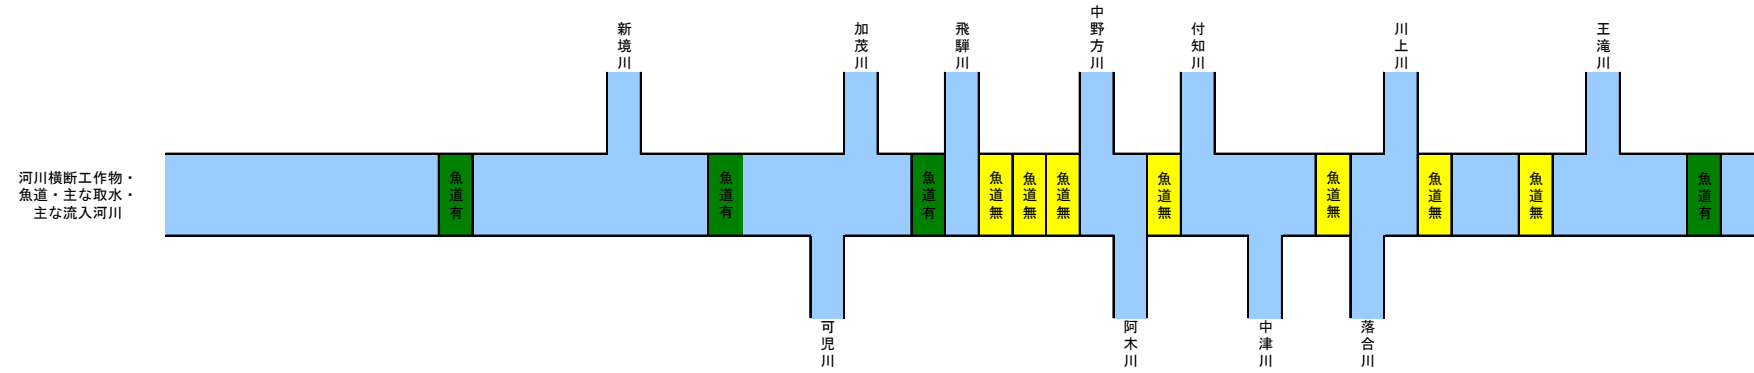 新境川
加茂川
飛騨川
中野方川
付知川
川上川
王滝川
河川横断工作物・
魚道・主な取水・
主な流入河川
魚道有
魚道有
魚道有
魚道無
魚道無
魚道無
魚道無
魚道無
魚道無
魚道無
魚道有
可児川
阿木川
中津川
落合川